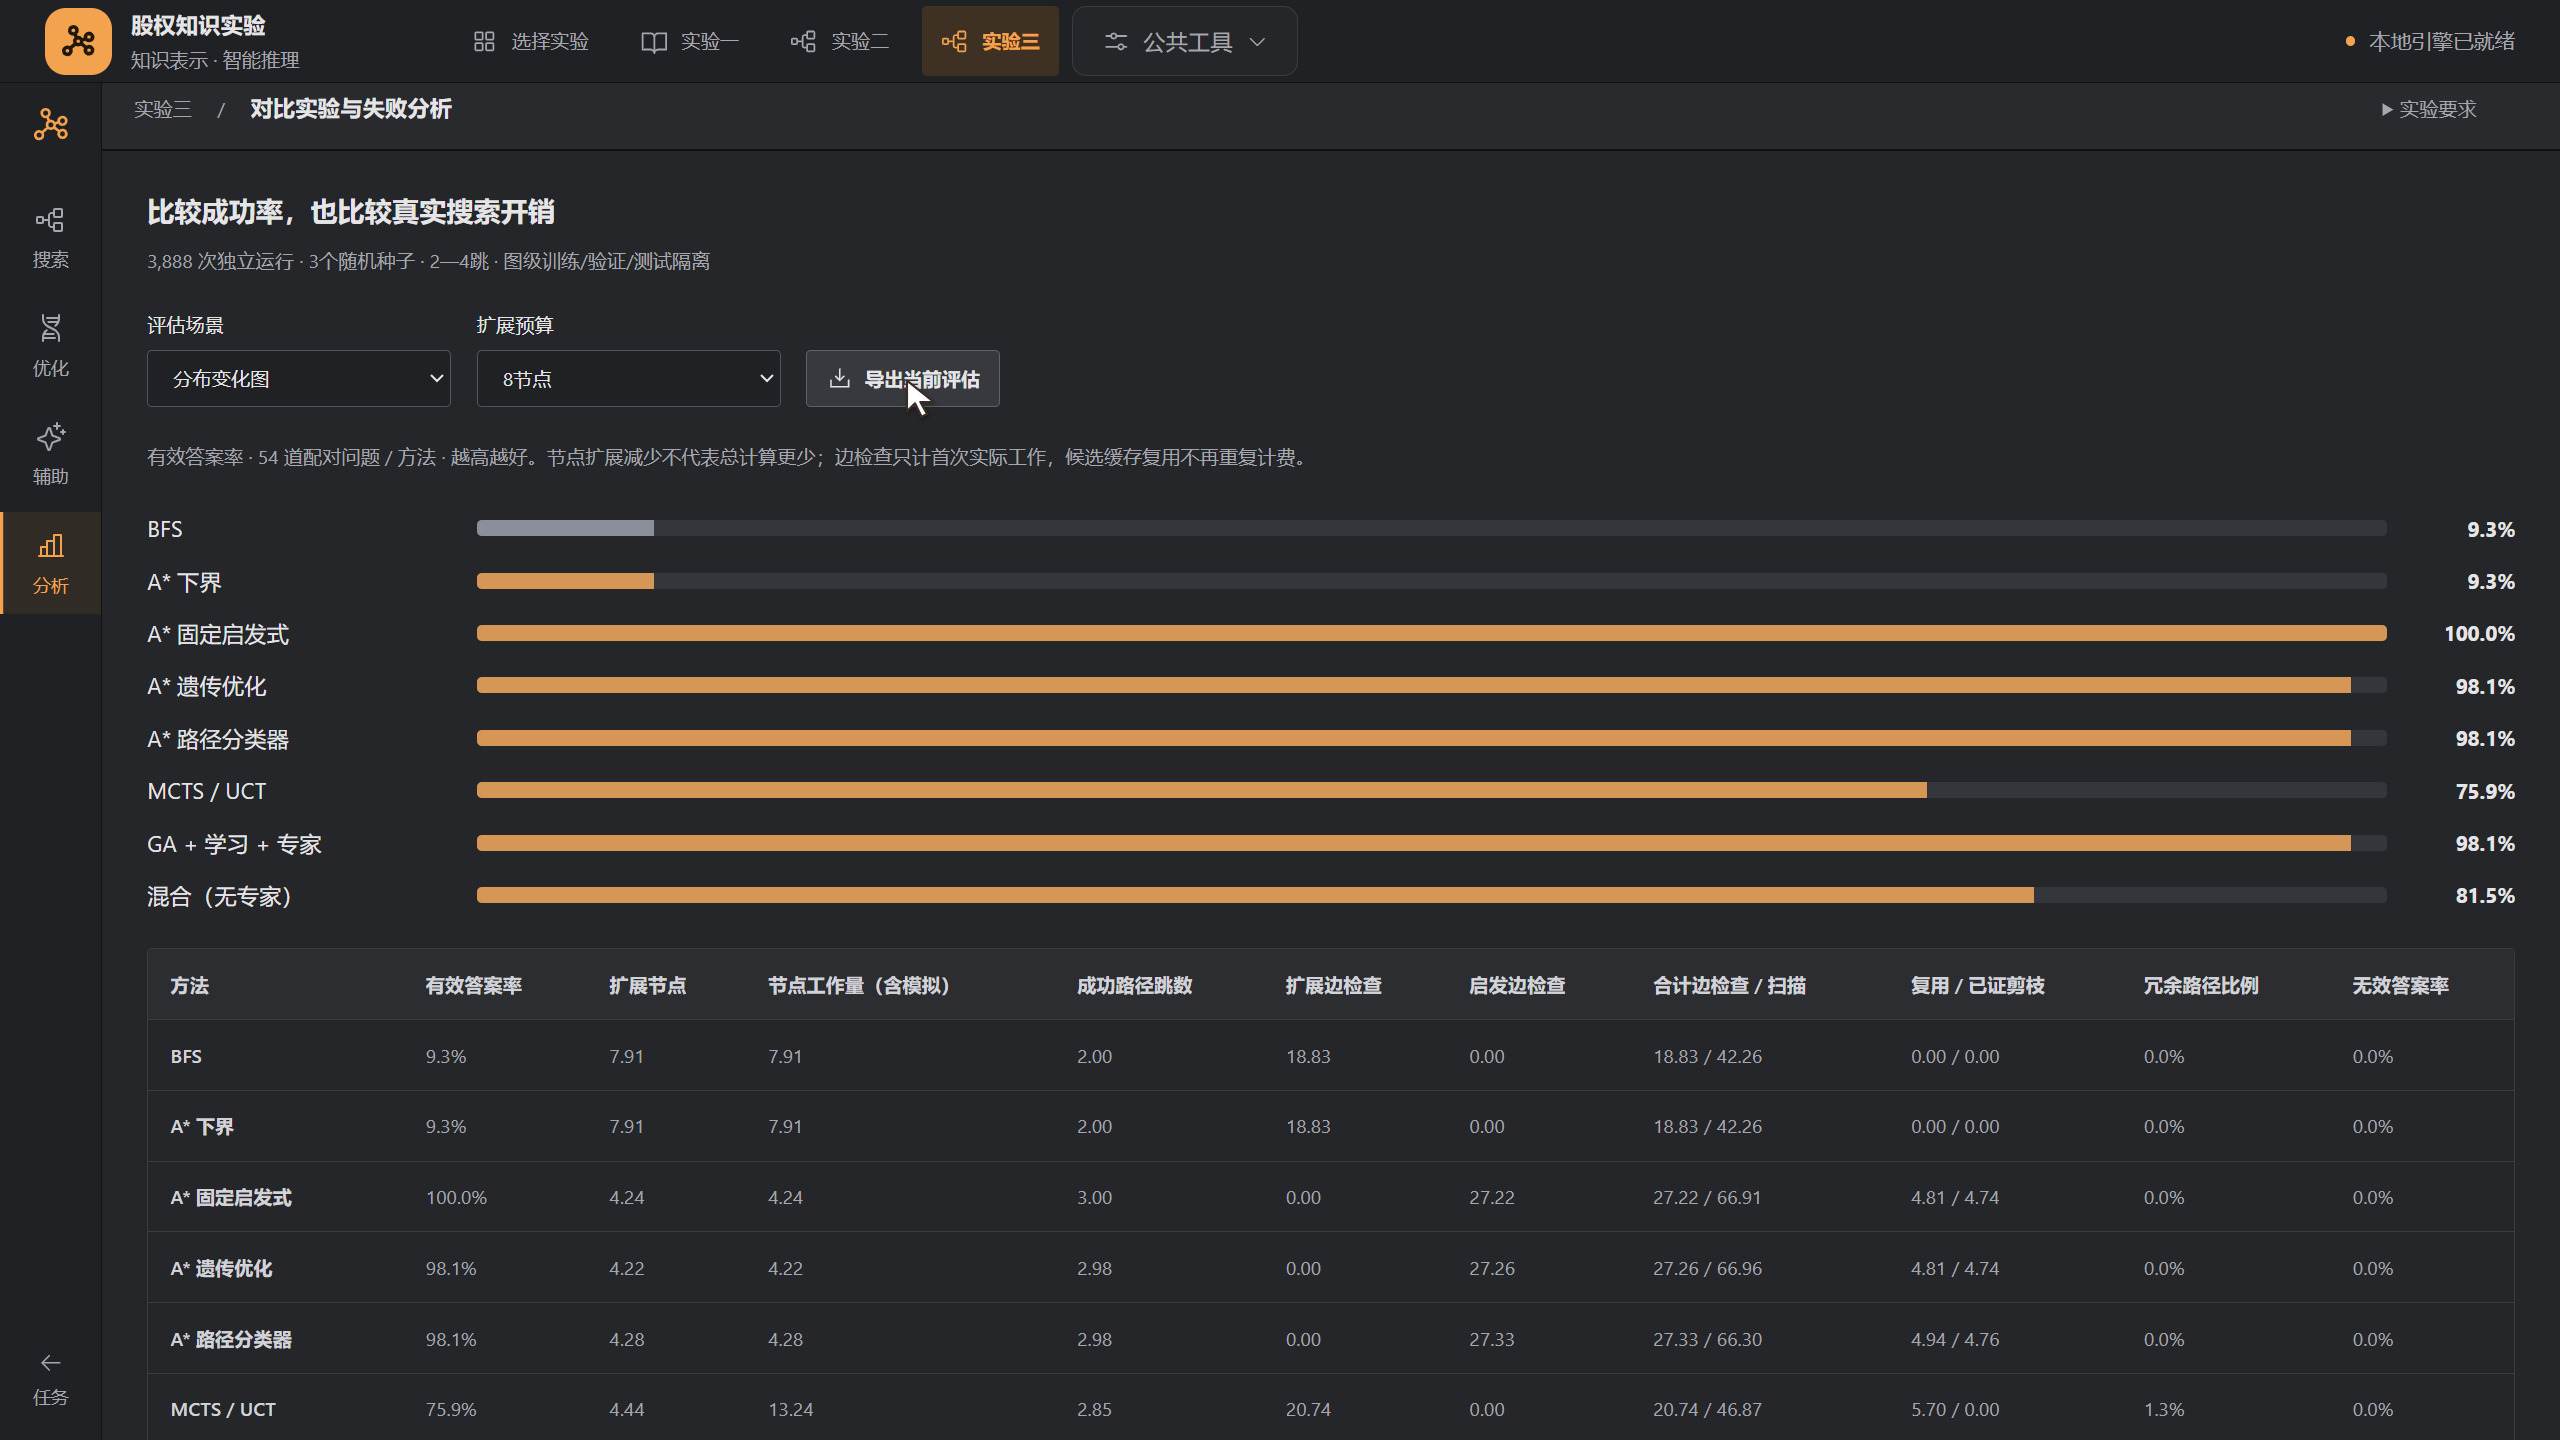 股权知识实验
知识表示 · 智能推理
选择实验
实验一
实验二
实验三
公共工具
本地引擎已就绪
实验三 / 对比实验与失败分析
▶ 实验要求
搜索
优化
辅助
分析
任务
比较成功率，也比较真实搜索开销
3,888 次独立运行 · 3个随机种子 · 2—4跳 · 图级训练/验证/测试隔离
评估场景 扩展预算
分布变化图 8节点 导出当前评估
有效答案率 · 54 道配对问题 / 方法 · 越高越好。节点扩展减少不代表总计算更少；边检查只计首次实际工作，候选缓存复用不再重复计费。
BFS 9.3%
A* 下界 9.3%
A* 固定启发式 100.0%
A* 遗传优化 98.1%
A* 路径分类器 98.1%
MCTS / UCT 75.9%
GA + 学习 + 专家 98.1%
混合（无专家） 81.5%
方法 有效答案率 扩展节点 节点工作量（含模拟） 成功路径跳数 扩展边检查 启发边检查 合计边检查 / 扫描 复用 / 已证剪枝 冗余路径比例 无效答案率
BFS 9.3% 7.91 7.91 2.00 18.83 0.00 18.83 / 42.26 0.00 / 0.00 0.0% 0.0%
A* 下界 9.3% 7.91 7.91 2.00 18.83 0.00 18.83 / 42.26 0.00 / 0.00 0.0% 0.0%
A* 固定启发式 100.0% 4.24 4.24 3.00 0.00 27.22 27.22 / 66.91 4.81 / 4.74 0.0% 0.0%
A* 遗传优化 98.1% 4.22 4.22 2.98 0.00 27.26 27.26 / 66.96 4.81 / 4.74 0.0% 0.0%
A* 路径分类器 98.1% 4.28 4.28 2.98 0.00 27.33 27.33 / 66.30 4.94 / 4.76 0.0% 0.0%
MCTS / UCT 75.9% 4.44 13.24 2.85 20.74 0.00 20.74 / 46.87 5.70 / 0.00 1.3% 0.0%